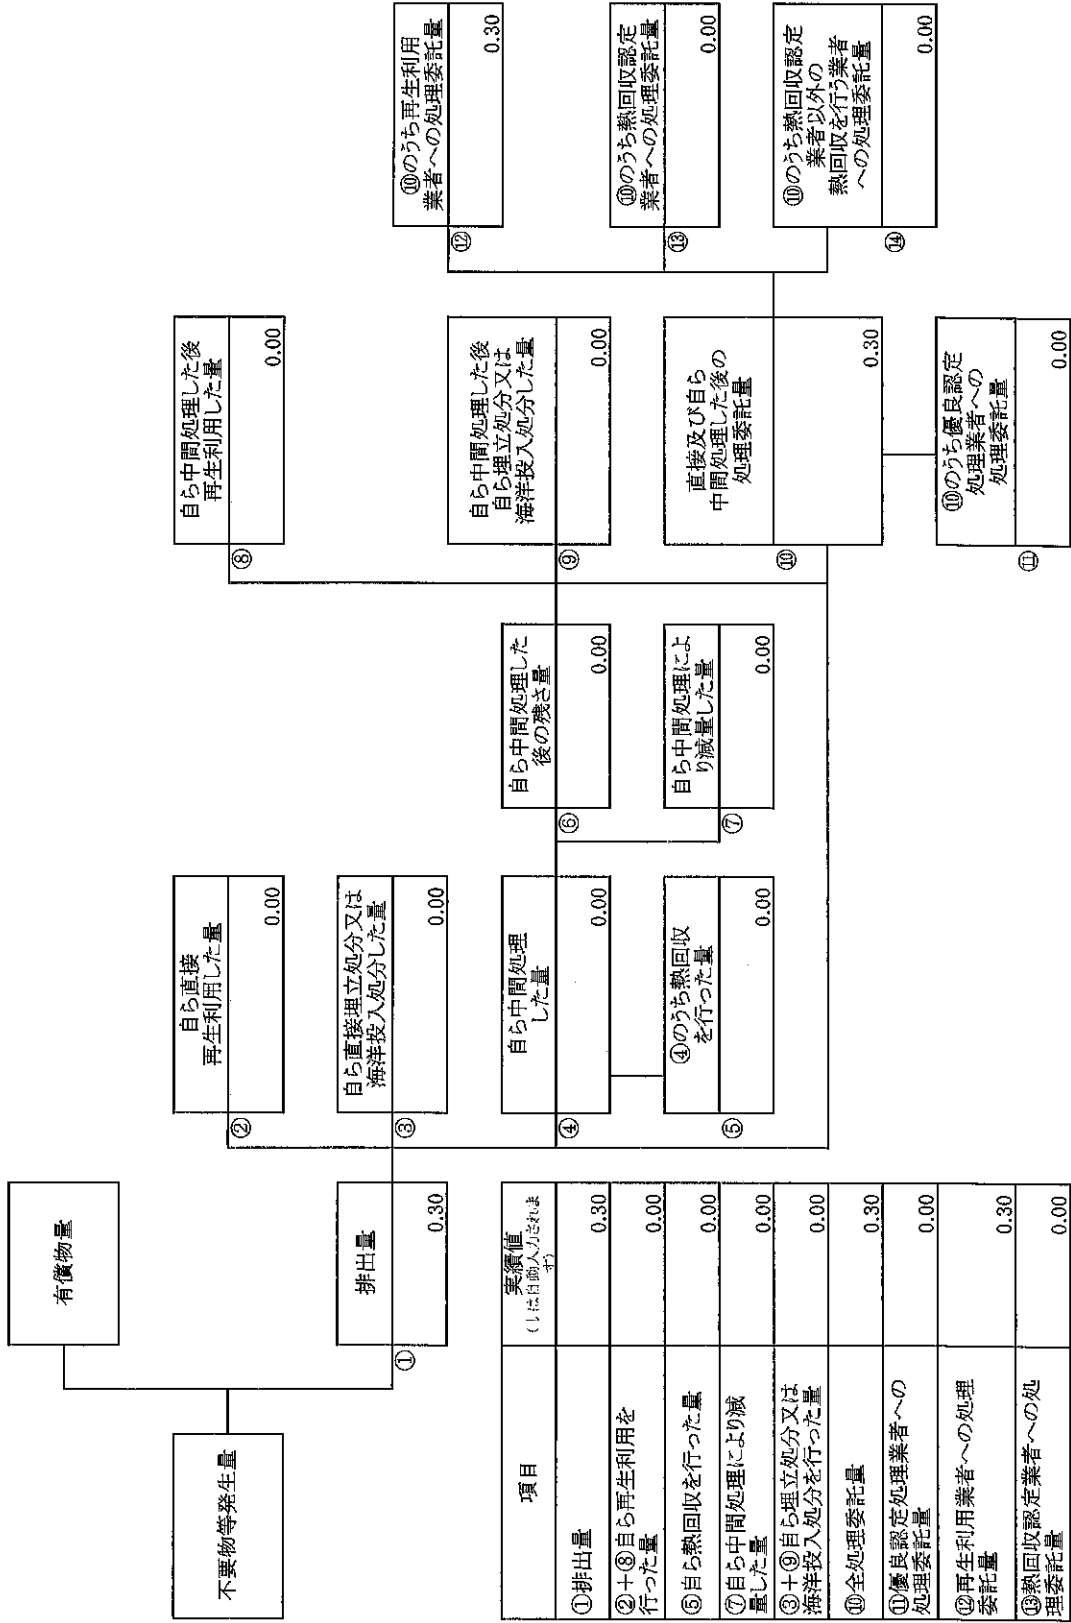 不要物等発生量
有償物量
排出量
①
0.30
自ら直接
再生利用した量
②
0.00
自ら直接埋立処分又は
海洋投入処分した量
③
0.00
自ら中間処理
した量
④
0.00
④のうち熱回収
を行った量
⑤
0.00
自ら中間処理した
後の残さ量
⑥
0.00
自ら中間処理によ
り減量した量
⑦
0.00
自ら中間処理した後
再生利用した量
⑧
0.00
自ら中間処理した後
自ら埋立処分又は
海洋投入処分した量
⑨
0.00
直接及び自ら
中間処理した後の
処理委託量
⑩
0.30
⑩のうち優良認定
処理業者への
処理委託量
⑪
0.00
⑩のうち再生利用
業者への処理委託量
⑫
0.30
⑩のうち熱回収認定
業者への処理委託量
⑬
0.00
⑩のうち熱回収認定
業者以外の
熱回収を行う業者
への処理委託量
⑭
0.00
項目
実績値
①排出量
0.30
②+⑧自ら再生利用を
行った量
0.00
⑤自ら熱回収を行った量
0.00
⑦自ら中間処理により減
量した量
0.00
③+⑨自ら埋立処分又は
海洋投入処分を行った量
0.00
⑩全処理委託量
0.30
⑪優良認定処理業者への
処理委託量
0.00
⑫再生利用業者への処理
委託量
0.30
⑬熱回収認定業者への処
理委託量
0.00